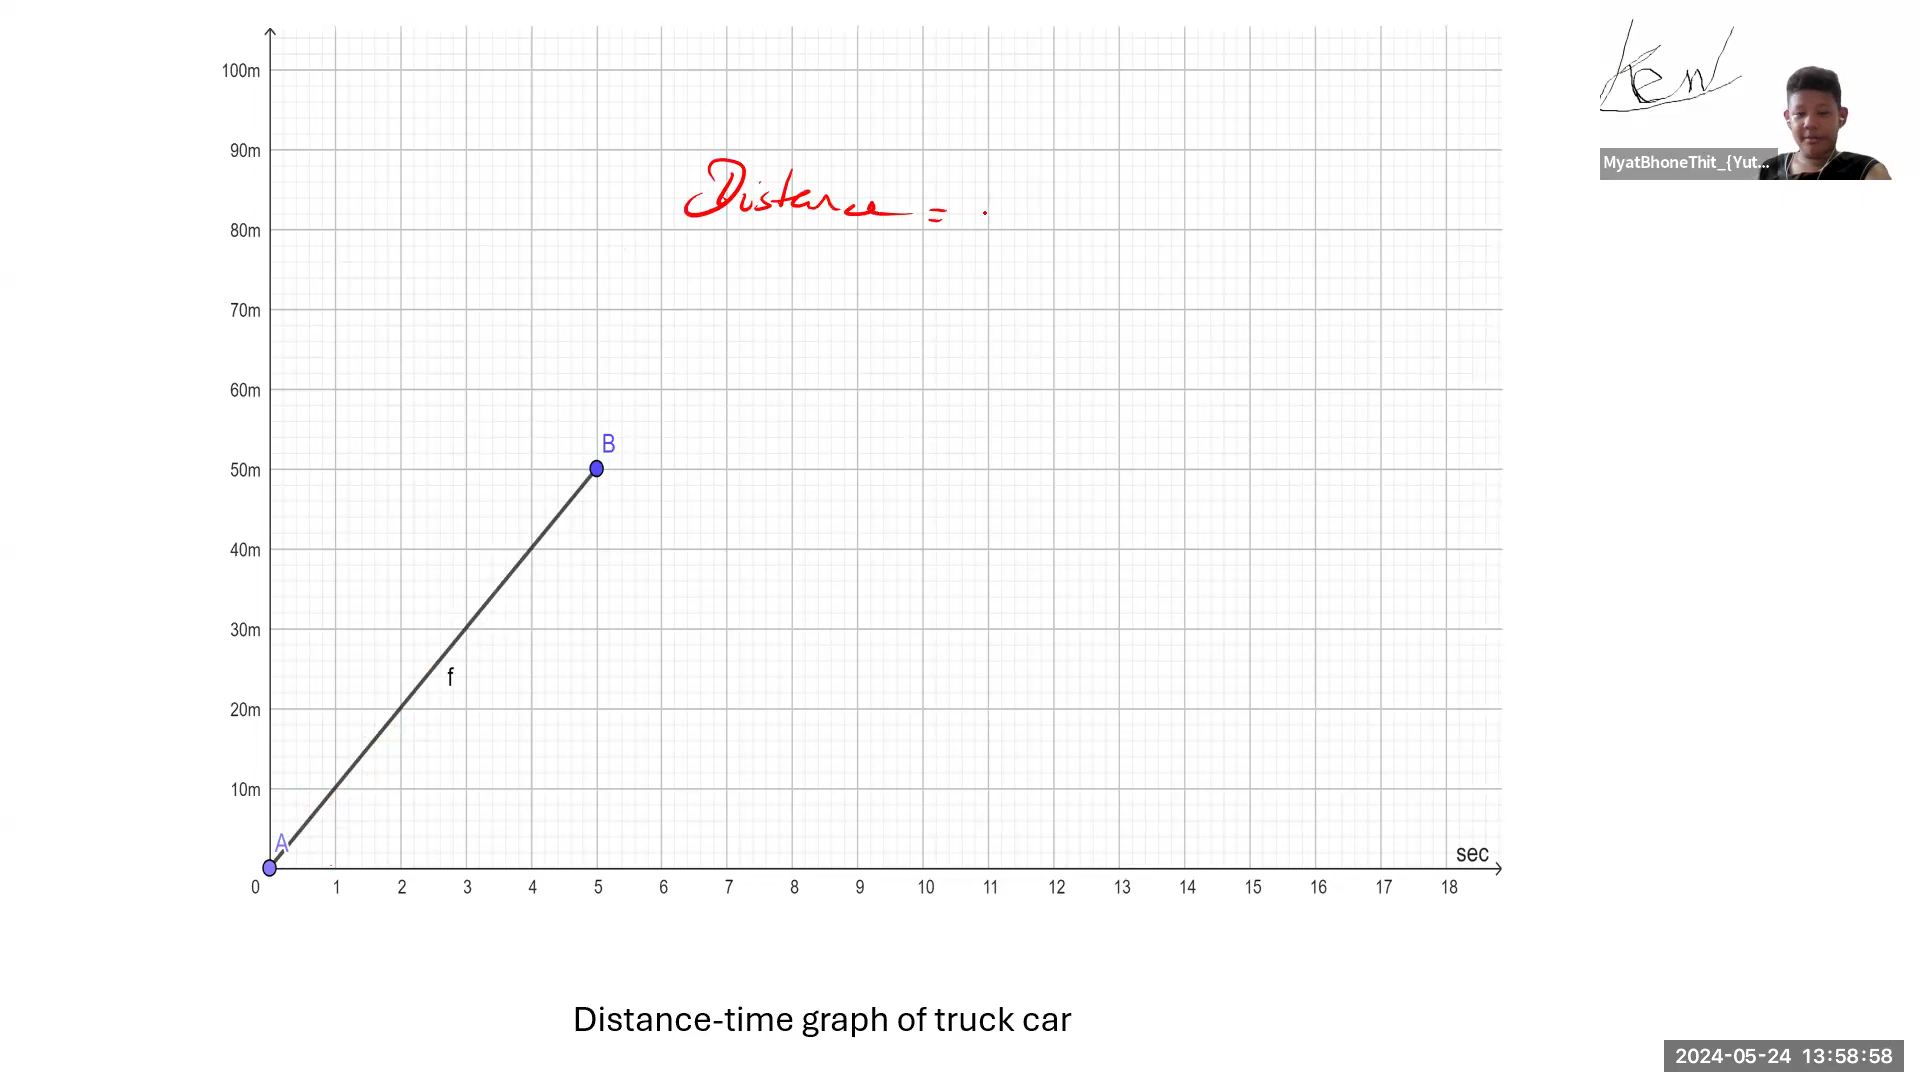 100m
90m
80m
70m
60m
50m
40m
30m
20m
10m
Distance = .
B
f
A
sec
0 1 2 3 4 5 6 7 8 9 10 11 12 13 14 15 16 17 18
Distance-time graph of truck car
Ken
MyatBhoneThit_{Yut...
2024-05-24 13:58:58